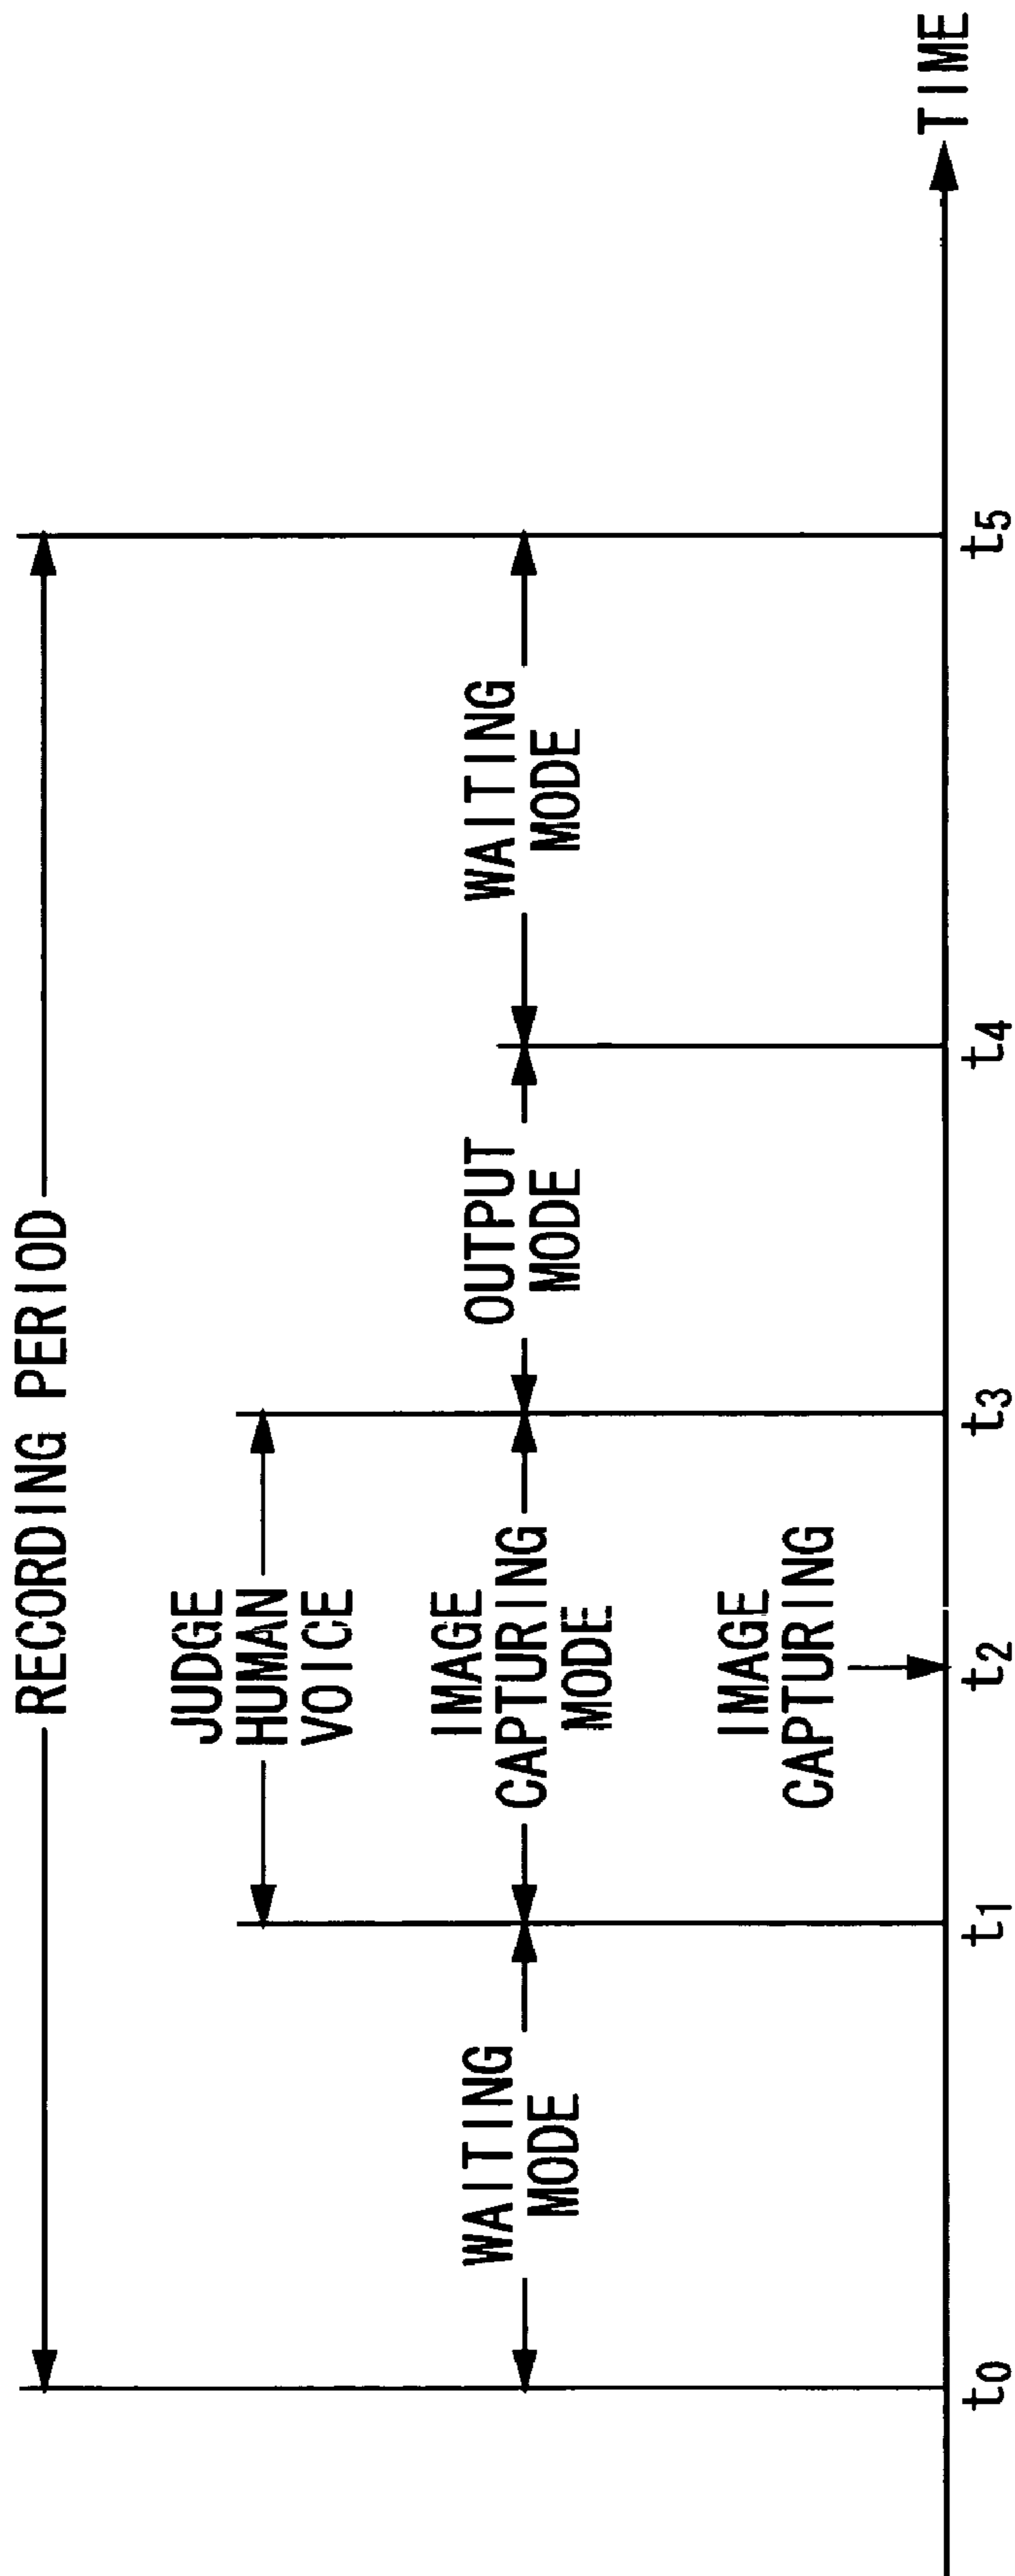 RECORDING PERIOD
JUDGE
HUMAN
VOICE
WAITING
MODE
IMAGE
CAPTURING
MODE
OUTPUT
MODE
WAITING
MODE
IMAGE
CAPTURING
t0
t1
t2
t3
t4
t5
TIME